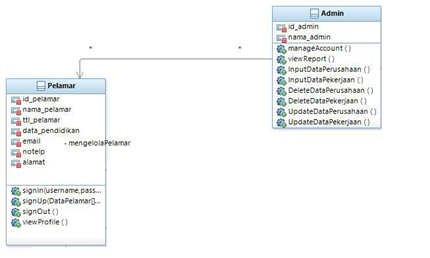 Admin
id_admin
nama_admin
manageAccount ( )
viewReport ( )
InputDataPerusahaan ( )
InputDataPekerjaan ( )
DeleteDataPerusahaan ( )
DeleteDataPekerjaan ( )
UpdateDataPerusahaan ( )
UpdateDataPekerjaan ( )
* *
Pelamar
id_pelamar
nama_pelamar
ttl_pelamar
data_pendidikan
email
- mengelolaPelamar
notelp
alamat
signIn(username,pass...
signUp(DataPelamar[]...
signOut ( )
viewProfile ( )